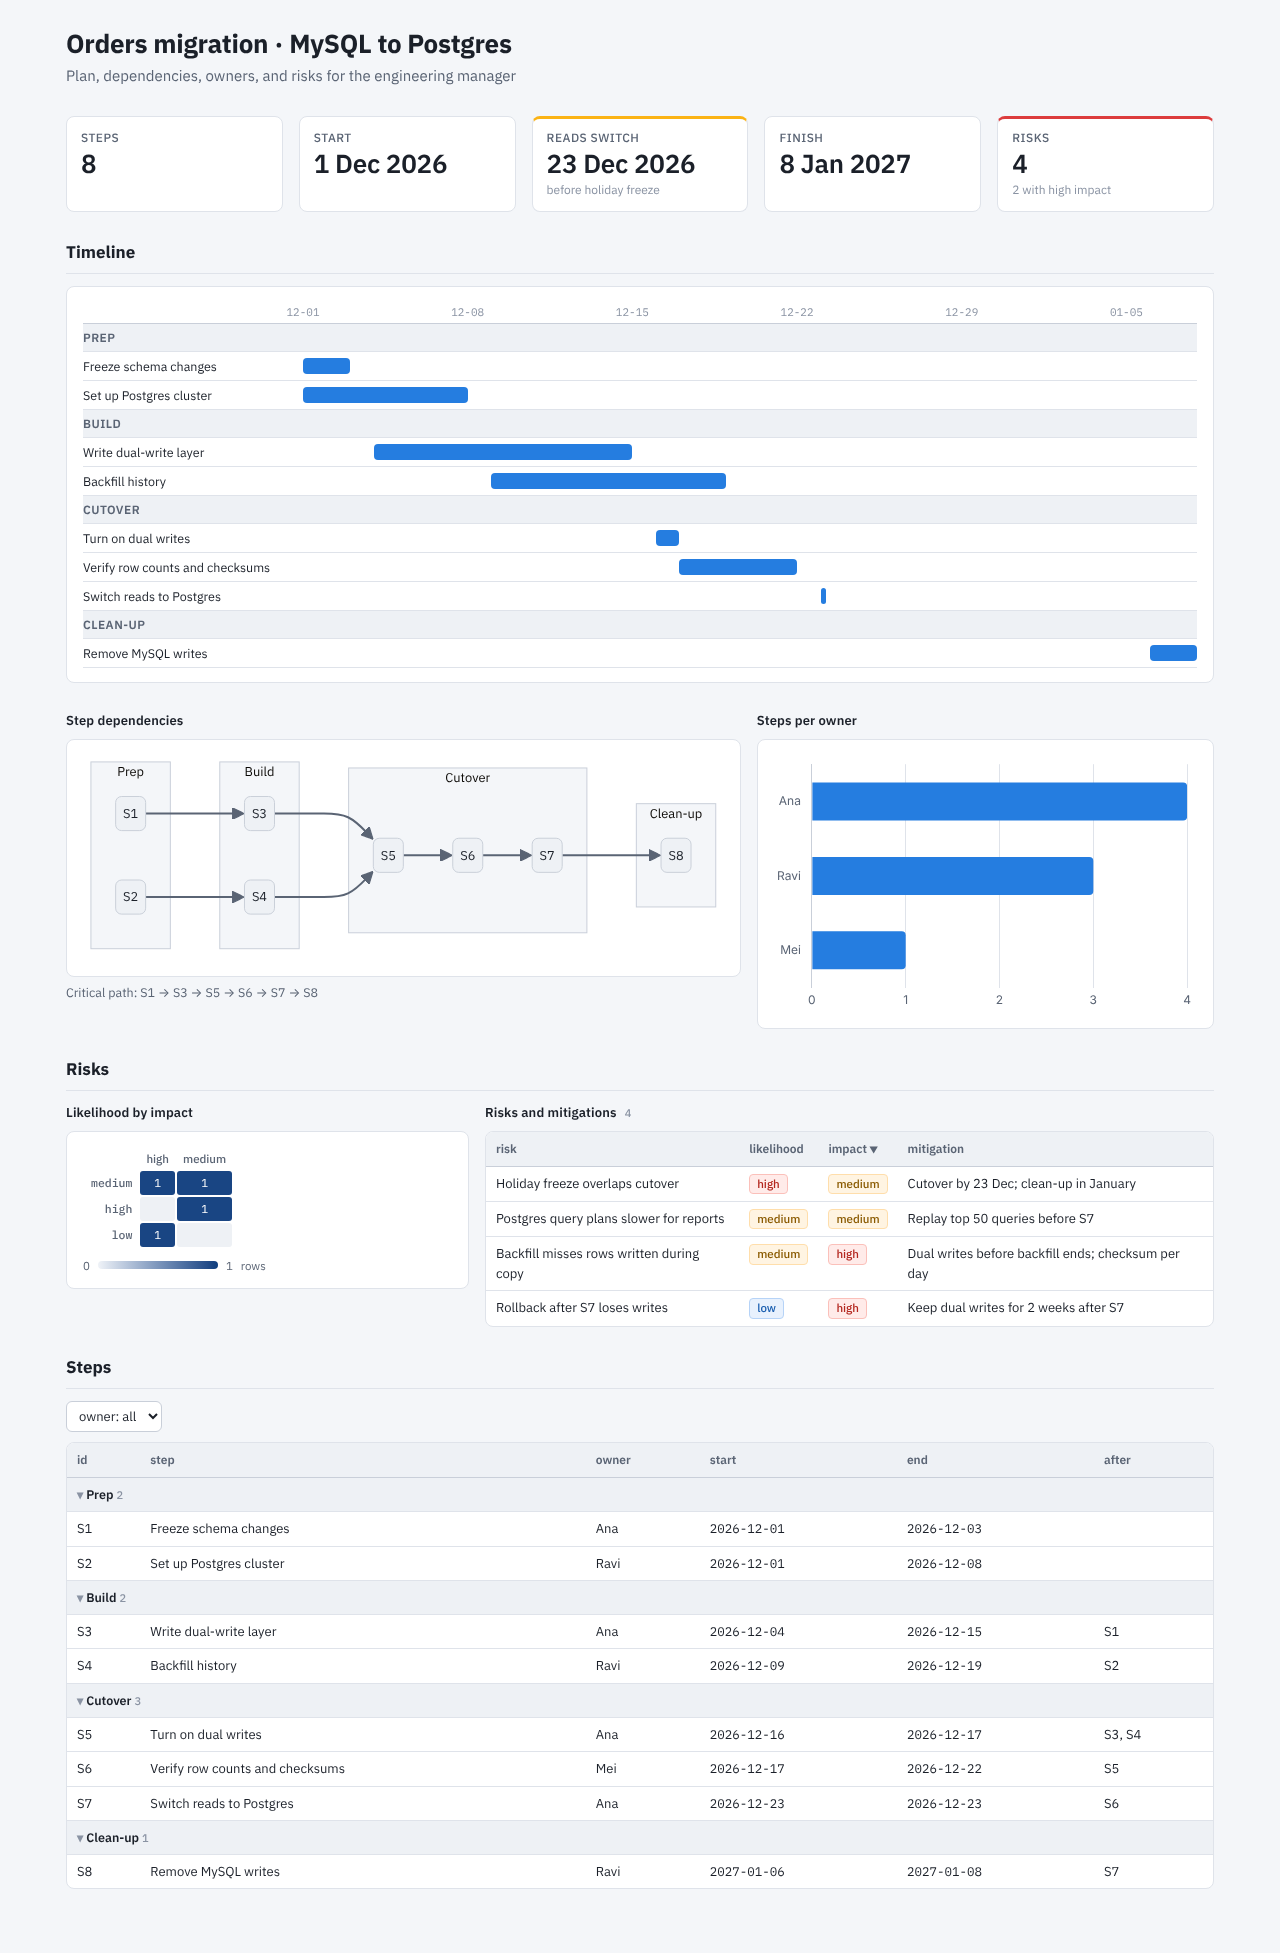 Orders migration · MySQL to Postgres
Plan, dependencies, owners, and risks for the engineering manager
STEPS
8
START
1 Dec 2026
READS SWITCH
23 Dec 2026
before holiday freeze
FINISH
8 Jan 2027
RISKS
4
2 with high impact
Timeline
12-01 12-08 12-15 12-22 12-29 01-05
PREP
Freeze schema changes
Set up Postgres cluster
BUILD
Write dual-write layer
Backfill history
CUTOVER
Turn on dual writes
Verify row counts and checksums
Switch reads to Postgres
CLEAN-UP
Remove MySQL writes
Step dependencies
Prep
Build
Cutover
Clean-up
S1
S3
S5
S6
S7
S8
S2
S4
Critical path: S1 → S3 → S5 → S6 → S7 → S8
Steps per owner
Ana
Ravi
Mei
0 1 2 3 4
Risks
Likelihood by impact
high medium
medium 1 1
high 1
low 1
0 1 rows
Risks and mitigations 4
risk likelihood impact ▼ mitigation
Holiday freeze overlaps cutover high medium Cutover by 23 Dec; clean-up in January
Postgres query plans slower for reports medium medium Replay top 50 queries before S7
Backfill misses rows written during copy medium high Dual writes before backfill ends; checksum per day
Rollback after S7 loses writes low high Keep dual writes for 2 weeks after S7
Steps
owner: all
id step owner start end after
▼ Prep 2
S1 Freeze schema changes Ana 2026-12-01 2026-12-03
S2 Set up Postgres cluster Ravi 2026-12-01 2026-12-08
▼ Build 2
S3 Write dual-write layer Ana 2026-12-04 2026-12-15 S1
S4 Backfill history Ravi 2026-12-09 2026-12-19 S2
▼ Cutover 3
S5 Turn on dual writes Ana 2026-12-16 2026-12-17 S3, S4
S6 Verify row counts and checksums Mei 2026-12-17 2026-12-22 S5
S7 Switch reads to Postgres Ana 2026-12-23 2026-12-23 S6
▼ Clean-up 1
S8 Remove MySQL writes Ravi 2027-01-06 2027-01-08 S7